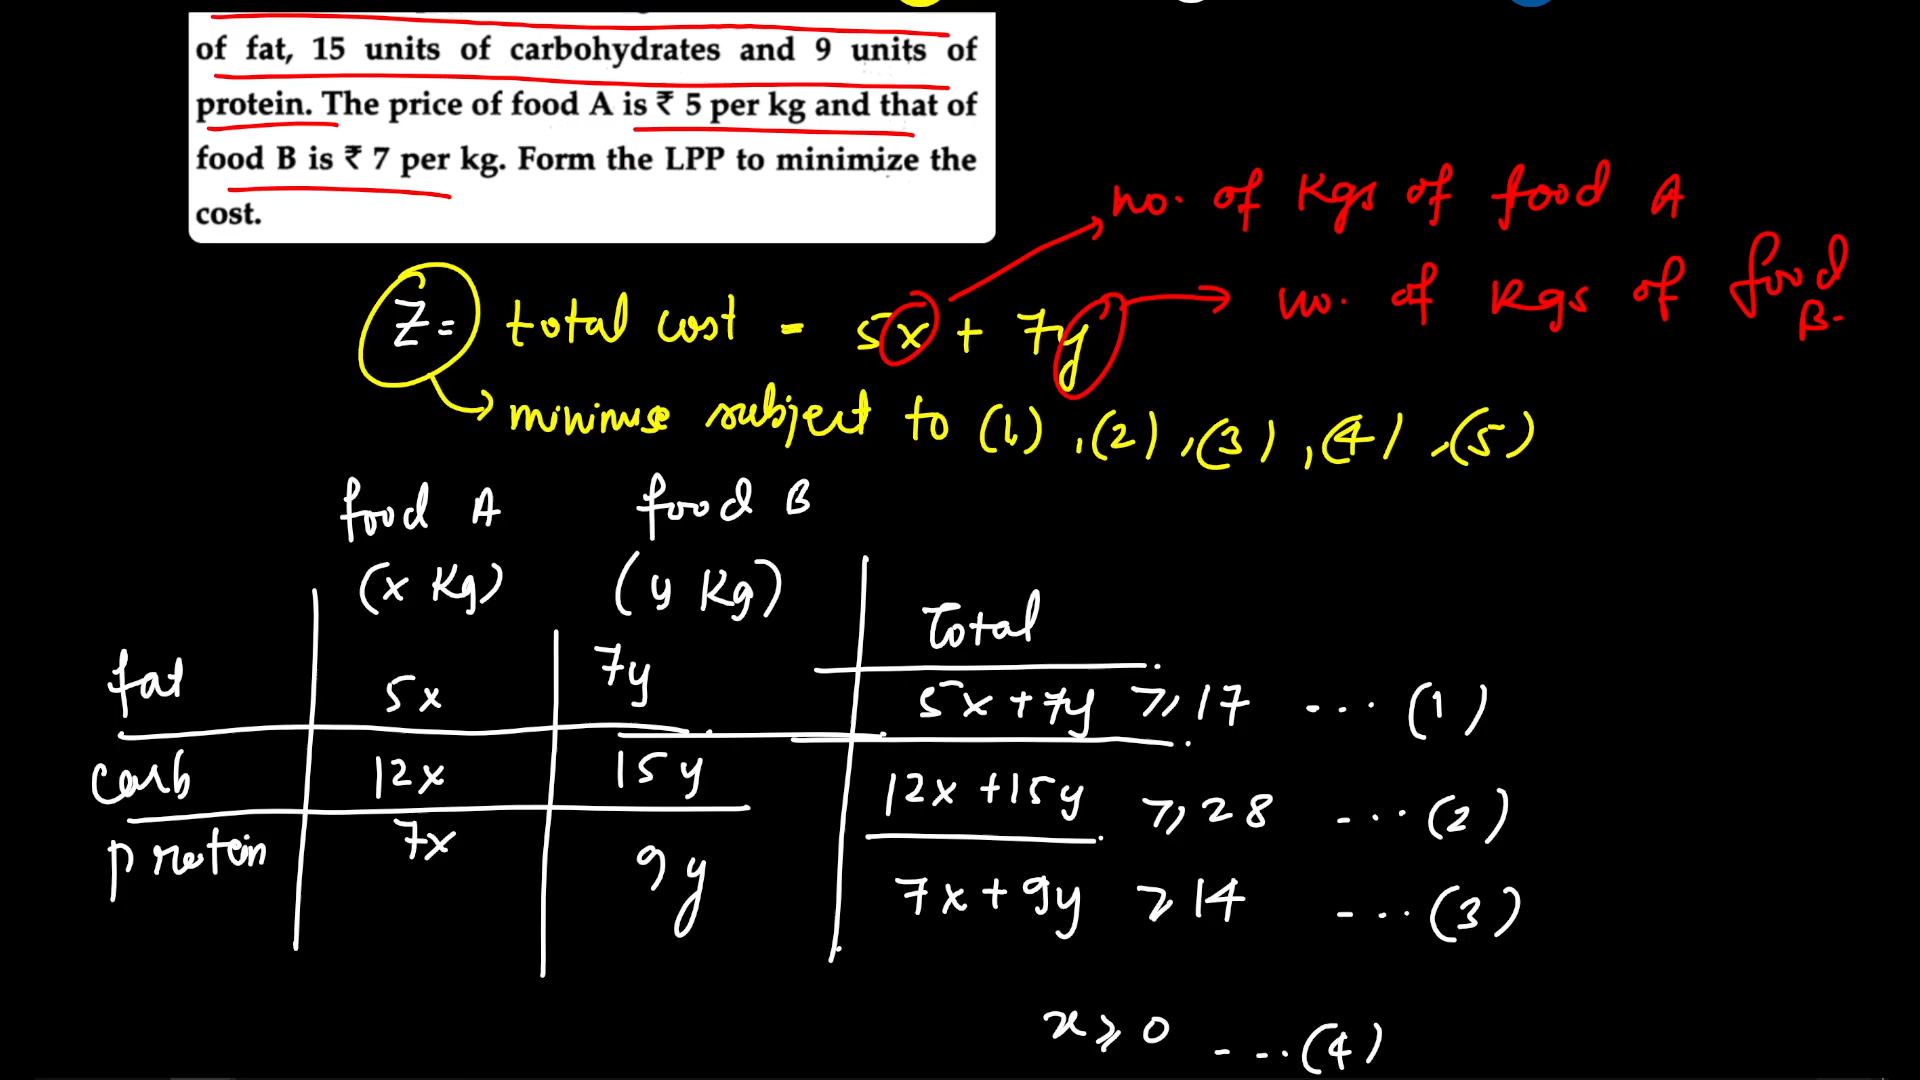 of fat, 15 units of carbohydrates and 9 units of
protein. The price of food A is ₹ 5 per kg and that of
food B is ₹ 7 per kg. Form the LPP to minimize the
cost.
no. of Kgs of food A
Z = total cost = 5x + 7y
no. of Kgs of food B.
minimise subject to (1), (2), (3), (4), (5)
food A food B
(x Kg) (y Kg)
Total
fat 5x 7y 5x + 7y ⩾ 17 --- (1)
carb 12x 15y 12x + 15y ⩾ 28 --- (2)
protein 7x 9y 7x + 9y ⩾ 14 --- (3)
x ⩾ 0 --- (4)